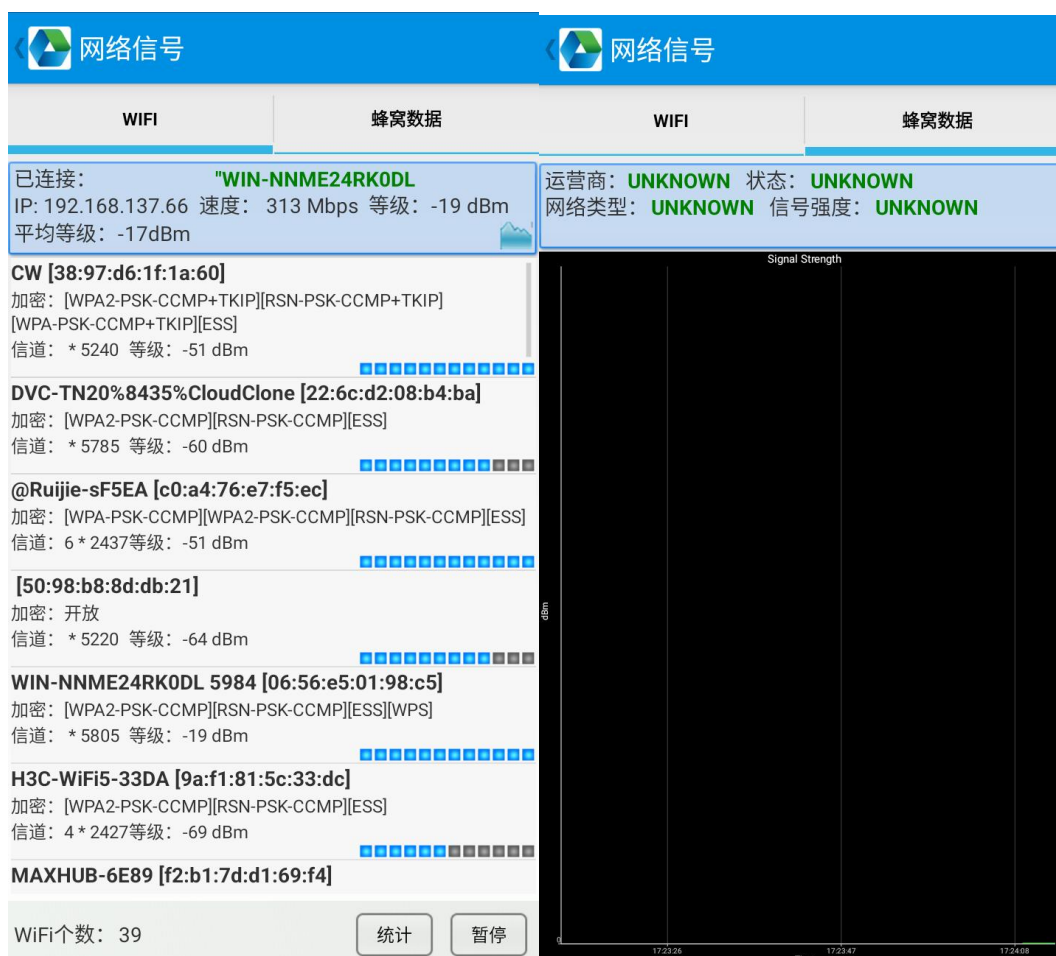 网络信号
WIFI
蜂窝数据
已连接： "WIN-NNME24RK0DL
IP: 192.168.137.66 速度： 313 Mbps 等级：-19 dBm
平均等级：-17dBm
CW [38:97:d6:1f:1a:60]
加密：[WPA2-PSK-CCMP+TKIP][RSN-PSK-CCMP+TKIP]
[WPA-PSK-CCMP+TKIP][ESS]
信道： * 5240 等级：-51 dBm
DVC-TN20%8435%CloudClone [22:6c:d2:08:b4:ba]
加密：[WPA2-PSK-CCMP][RSN-PSK-CCMP][ESS]
信道： * 5785 等级：-60 dBm
@Ruijie-sF5EA [c0:a4:76:e7:f5:ec]
加密：[WPA-PSK-CCMP][WPA2-PSK-CCMP][RSN-PSK-CCMP][ESS]
信道：6 * 2437等级：-51 dBm
[50:98:b8:8d:db:21]
加密：开放
信道： * 5220 等级：-64 dBm
WIN-NNME24RK0DL 5984 [06:56:e5:01:98:c5]
加密：[WPA2-PSK-CCMP][RSN-PSK-CCMP][ESS][WPS]
信道： * 5805 等级：-19 dBm
H3C-WiFi5-33DA [9a:f1:81:5c:33:dc]
加密：[WPA2-PSK-CCMP][RSN-PSK-CCMP][ESS]
信道：4 * 2427等级：-69 dBm
MAXHUB-6E89 [f2:b1:7d:d1:69:f4]
WiFi个数：39
统计
暂停
网络信号
WIFI
蜂窝数据
运营商：UNKNOWN 状态：UNKNOWN
网络类型：UNKNOWN 信号强度：UNKNOWN
Signal Strength
dBm
0
17:23:26
17:23:47
17:24:08